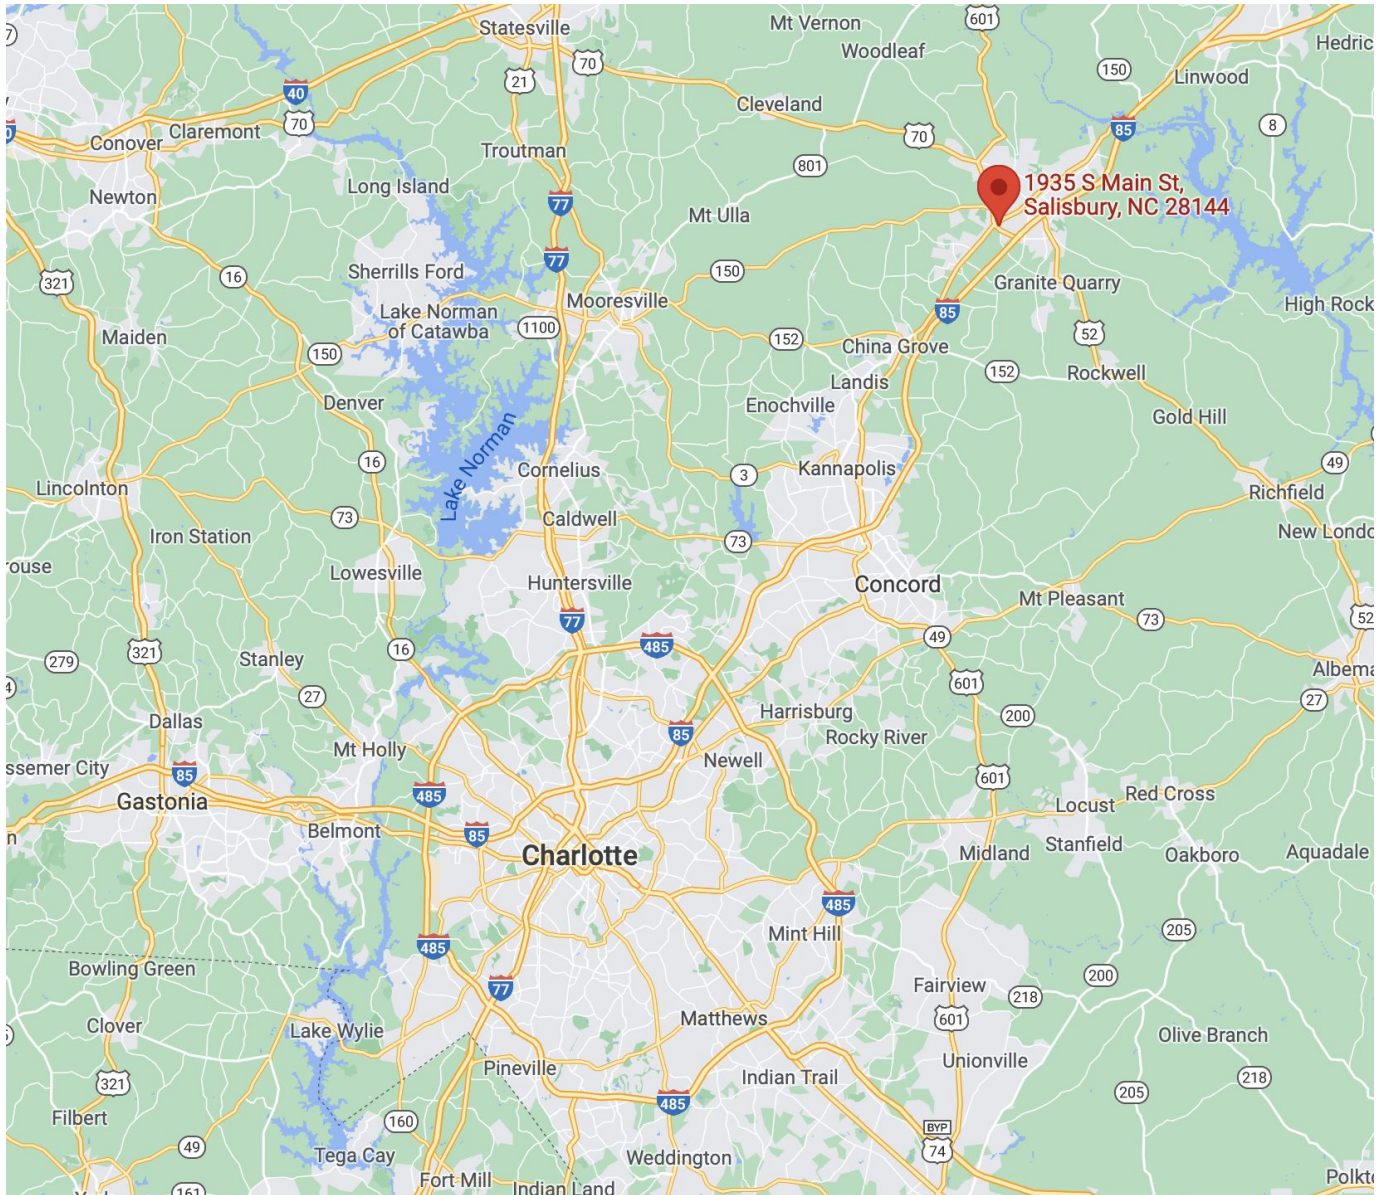 Statesville
Mt Vernon
601
Woodleaf
Hedric
7
21
70
150
Linwood
40
Cleveland
70
Claremont
Conover
Troutman
70
801
85
8
Newton
Long Island
77
Mt Ulla
1935 S Main St,
Salisbury, NC 28144
321
16
Sherrills Ford
77
150
Granite Quarry
Mooresville
Lake Norman
of Catawba
1100
85
High Rock
Maiden
150
152
China Grove
52
152
Rockwell
Landis
Denver
Enochville
Gold Hill
Lake Norman
16
Cornelius
3
Kannapolis
49
Lincolnton
Richfield
73
Caldwell
Iron Station
73
New Londo
rouse
Lowesville
Huntersville
Concord
Mt Pleasant
77
485
49
73
52
321
279
Stanley
16
601
Albema
4
27
200
27
Dallas
Mt Holly
85
Harrisburg
Rocky River
Newell
ssemer City
85
485
601
Gastonia
Locust
Red Cross
Belmont
85
n
Charlotte
Midland
Stanfield
Oakboro
Aquadale
485
Mint Hill
205
485
Bowling Green
77
Fairview
218
200
Clover
Lake Wylie
Matthews
601
Olive Branch
Pineville
Unionville
321
Indian Trail
218
485
205
Filbert
160
BYP
74
49
Tega Cay
Weddington
Fort Mill
Indian Land
Polkt
161